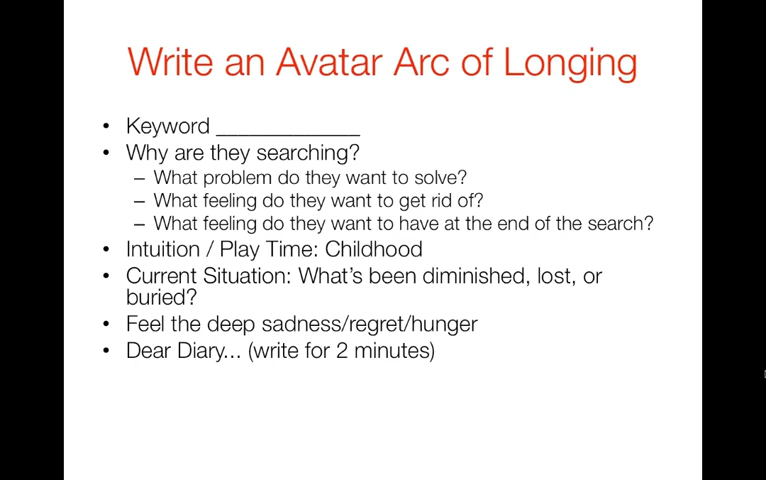 Write an Avatar Arc of Longing
• Keyword _____________
• Why are they searching?
– What problem do they want to solve?
– What feeling do they want to get rid of?
– What feeling do they want to have at the end of the search?
• Intuition / Play Time: Childhood
• Current Situation: What's been diminished, lost, or
buried?
• Feel the deep sadness/regret/hunger
• Dear Diary... (write for 2 minutes)